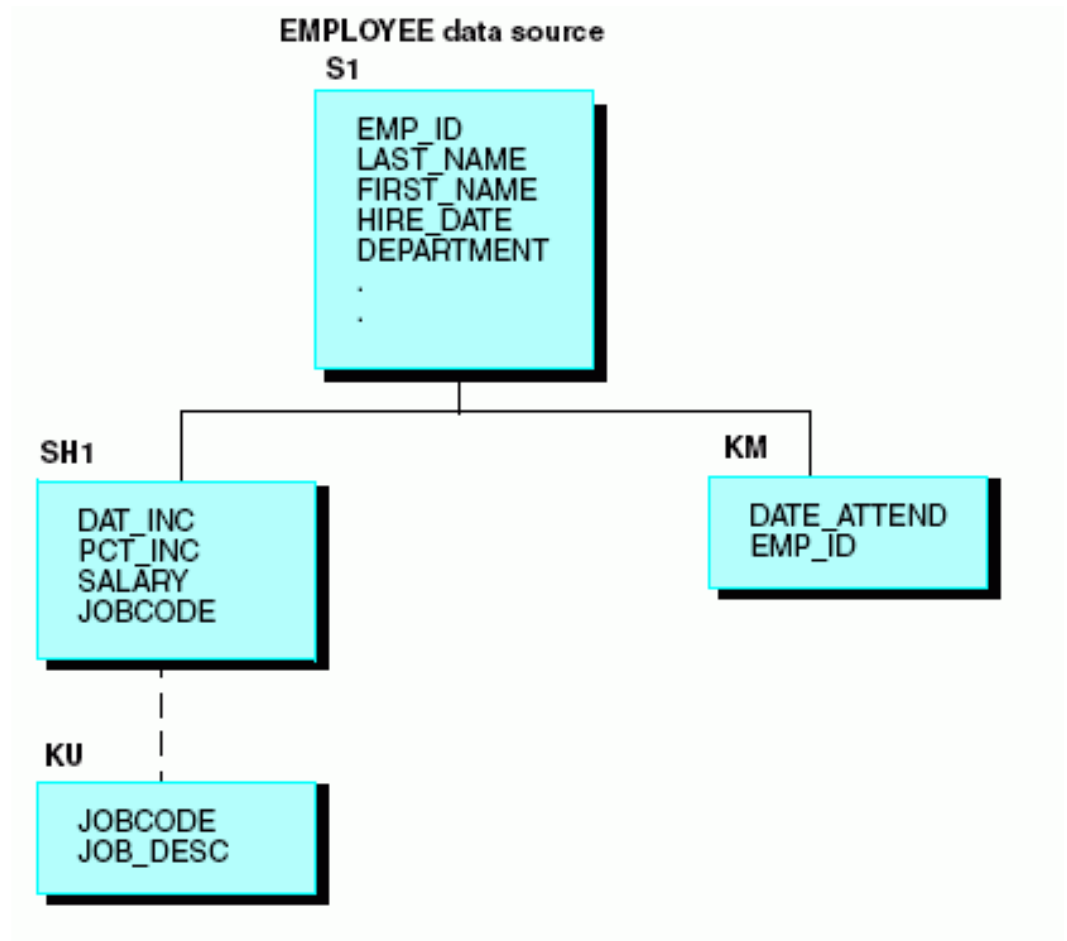 EMPLOYEE data source
S1
EMP_ID
LAST_NAME
FIRST_NAME
HIRE_DATE
DEPARTMENT
.
.
SH1
DAT_INC
PCT_INC
SALARY
JOBCODE
KM
DATE_ATTEND
EMP_ID
KU
JOBCODE
JOB_DESC